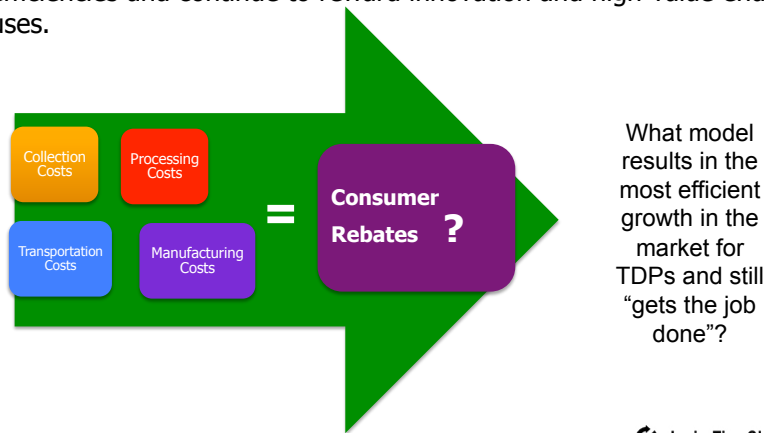 efficiencies and continue to reward innovation and high value end
uses.
Collection
Costs
Processing
Costs
Transportation
Costs
Manufacturing
Costs
=
Consumer
Rebates ?
What model
results in the
most efficient
growth in the
market for
TDPs and still
“gets the job
done”?